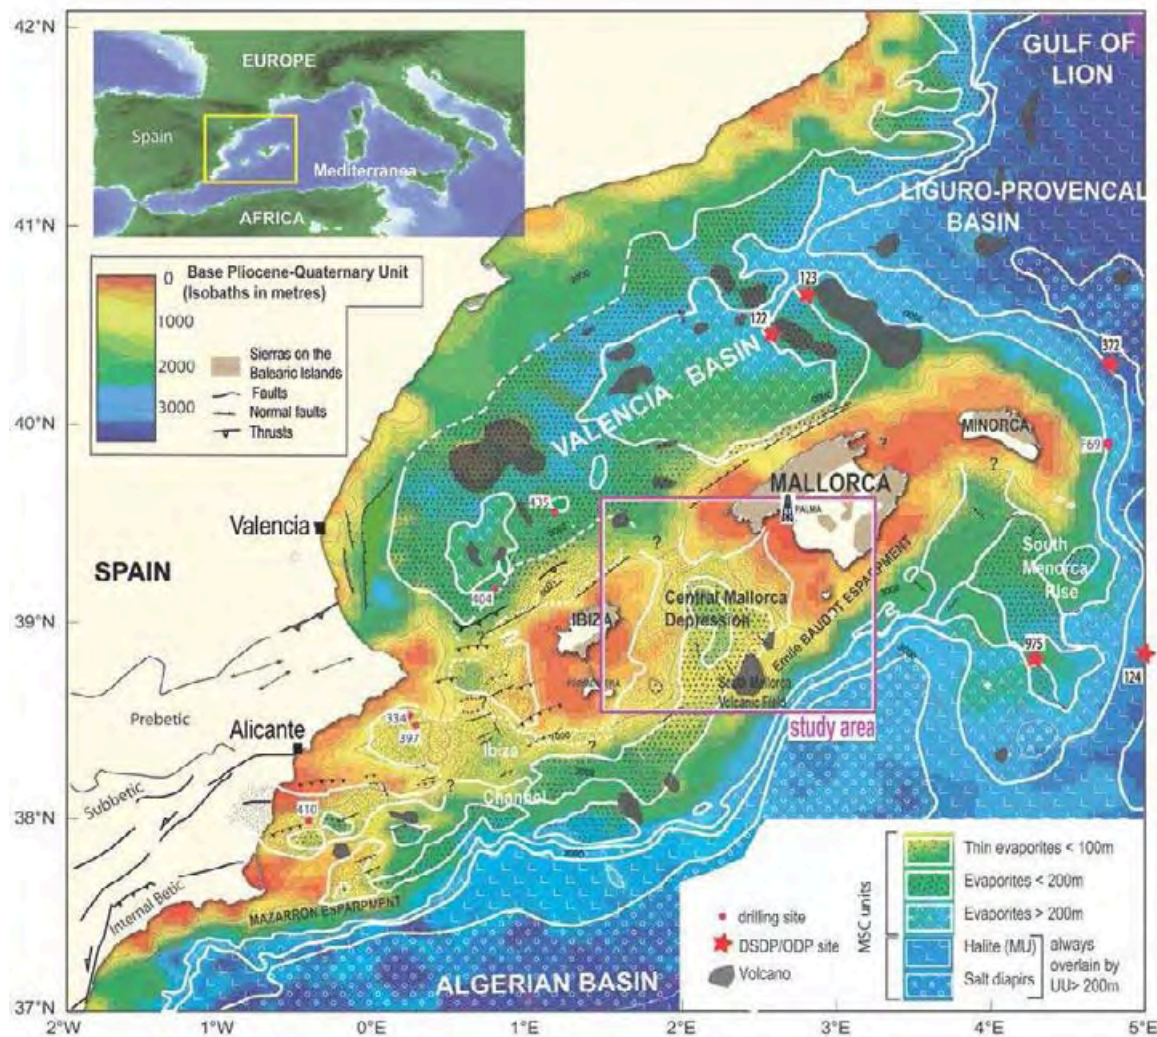 42°N
41°N
40°N
39°N
38°N
37°N
2°W
1°W
0°E
1°E
2°E
3°E
4°E
5°E
EUROPE
Spain
Mediterranea
AFRICA
GULF OF
LION
LIGURO-PROVENCAL
BASIN
0
1000
2000
3000
Base Pliocene-Quaternary Unit
(Isobaths in metres)
Sierras on the
Balearic Islands
Faults
Normal faults
Thrusts
VALENCIA BASIN
122
123
372
F69
124
975
435
404
334
397
410
MINORCA
MALLORCA
PALMA
?
Valencia
SPAIN
IBIZA
Central Mallorca
Depression
Emile BAUDOT ESPARPMENT
South Mallorca
Volcanic Field
South
Menorca
Rise
study area
Prebetic
Alicante
Subbetic
Internal Betic
Ibiza
Channel
MAZARRON ESPARPMENT
ALGERIAN BASIN
drilling site
DSDP/ODP site
Volcano
MSC units
Thin evaporites < 100m
Evaporites < 200m
Evaporites > 200m
Halite (MU)
Salt diapirs
always
overlain by
UU> 200m